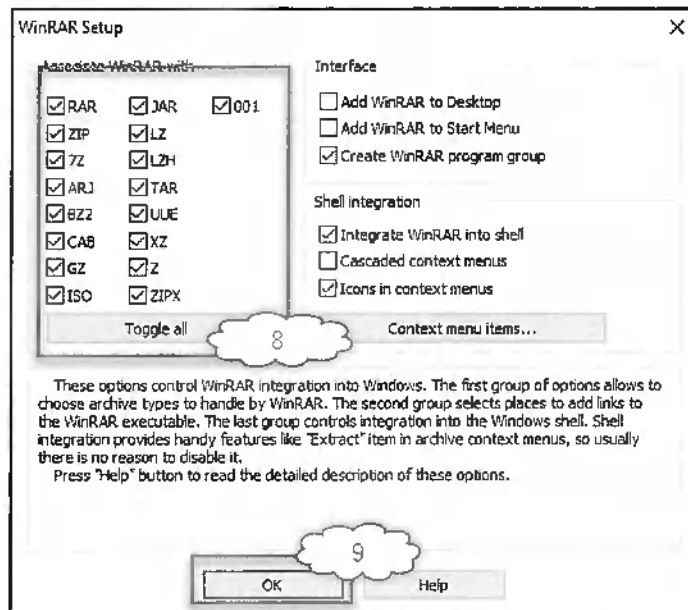 WinRAR Setup
Associate WinRAR with
RAR JAR 001
ZIP LZ
7Z LZH
ARJ TAR
BZ2 UUE
CAB XZ
GZ Z
ISO ZIPX
Toggle all
8
Interface
Add WinRAR to Desktop
Add WinRAR to Start Menu
Create WinRAR program group
Shell integration
Integrate WinRAR into shell
Cascaded context menus
Icons in context menus
Context menu items...
These options control WinRAR integration into Windows. The first group of options allows to
choose archive types to handle by WinRAR. The second group selects places to add links to
the WinRAR executable. The last group controls integration into the Windows shell. Shell
integration provides handy features like "Extract" item in archive context menus, so usually
there is no reason to disable it.
Press "Help" button to read the detailed description of these options.
9
OK
Help